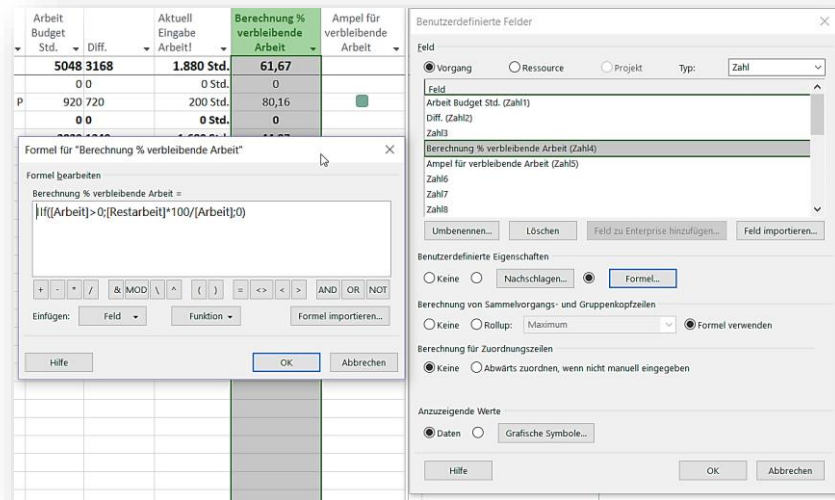 Arbeit Budget Std.
Diff.
Aktuell Eingabe Arbeit!
Berechnung % verbleibende Arbeit
Ampel für verbleibende Arbeit
5048 3168 1.880 Std. 61,67
0 0 0 Std. 0
P 920 720 200 Std. 80,16
0 0 0 Std. 0
Formel für "Berechnung % verbleibende Arbeit"
Formel bearbeiten
Berechnung % verbleibende Arbeit =
IIf([Arbeit]>0;[Restarbeit]*100/[Arbeit];0)
+ - * / & MOD \ ^ ( ) = <> < > AND OR NOT
Einfügen: Feld Funktion Formel importieren...
Hilfe OK Abbrechen
Benutzerdefinierte Felder
Feld
Vorgang Ressource Projekt Typ: Zahl
Feld
Arbeit Budget Std. (Zahl1)
Diff. (Zahl2)
Zahl3
Berechnung % verbleibende Arbeit (Zahl4)
Ampel für verbleibende Arbeit (Zahl5)
Zahl6
Zahl7
Zahl8
Umbenennen... Löschen Feld zu Enterprise hinzufügen... Feld importieren...
Benutzerdefinierte Eigenschaften
Keine Nachschlagen... Formel...
Berechnung von Sammelvorgangs- und Gruppenkopfzeilen
Keine Rollup: Maximum Formel verwenden
Berechnung für Zuordnungszeilen
Keine Abwärts zuordnen, wenn nicht manuell eingegeben
Anzuzeigende Werte
Daten Grafische Symbole...
Hilfe OK Abbrechen